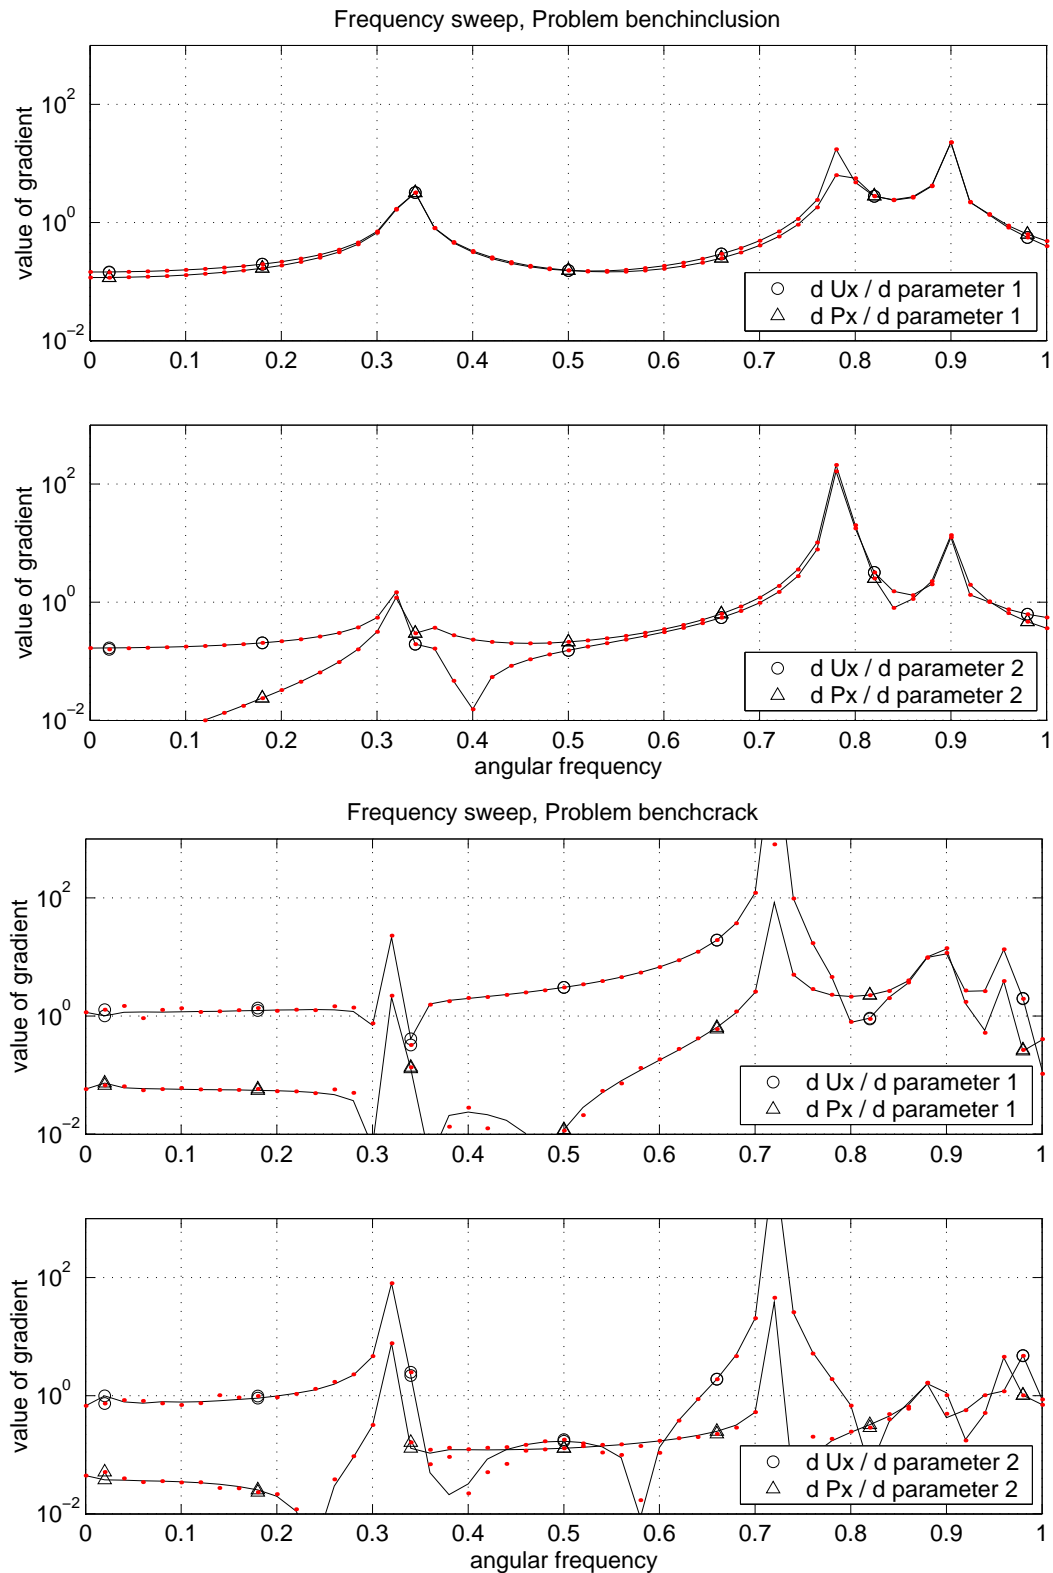 Frequency sweep, Problem benchinclusion
value of gradient
10^2
10^0
10^-2
d Ux / d parameter 1
d Px / d parameter 1
0 0.1 0.2 0.3 0.4 0.5 0.6 0.7 0.8 0.9 1
value of gradient
10^2
10^0
10^-2
d Ux / d parameter 2
d Px / d parameter 2
0 0.1 0.2 0.3 0.4 0.5 0.6 0.7 0.8 0.9 1
angular frequency
Frequency sweep, Problem benchcrack
value of gradient
10^2
10^0
10^-2
d Ux / d parameter 1
d Px / d parameter 1
0 0.1 0.2 0.3 0.4 0.5 0.6 0.7 0.8 0.9 1
value of gradient
10^2
10^0
10^-2
d Ux / d parameter 2
d Px / d parameter 2
0 0.1 0.2 0.3 0.4 0.5 0.6 0.7 0.8 0.9 1
angular frequency